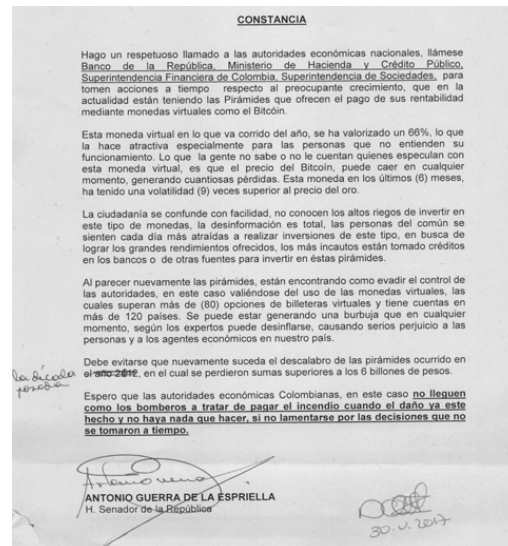 CONSTANCIA
Hago un respetuoso llamado a las autoridades económicas nacionales, llámese
Banco de la República, Ministerio de Hacienda y Crédito Público,
Superintendencia Financiera de Colombia, Superintendencia de Sociedades, para
tomen acciones a tiempo respecto al preocupante crecimiento, que en la
actualidad están teniendo las Pirámides que ofrecen el pago de sus rentabilidad
mediante monedas virtuales como el Bitcóin.
Esta moneda virtual en lo que va corrido del año, se ha valorizado un 66%, lo que
la hace atractiva especialmente para las personas que no entienden su
funcionamiento. Lo que la gente no sabe o no le cuentan quienes especulan con
esta moneda virtual, es que el precio del Bitcoín, puede caer en cualquier
momento, generando cuantiosas pérdidas. Esta moneda en los últimos (6) meses,
ha tenido una volatilidad (9) veces superior al precio del oro.
La ciudadanía se confunde con facilidad, no conocen los altos riegos de invertir en
este tipo de monedas, la desinformación es total, las personas del común se
sienten cada día más atraídas a realizar inversiones de este tipo, en busca de
lograr los grandes rendimientos ofrecidos, los más incautos están tomado créditos
en los bancos o de otras fuentes para invertir en éstas pirámides.
Al parecer nuevamente las pirámides, están encontrando como evadir el control de
las autoridades, en este caso valiéndose del uso de las monedas virtuales, las
cuales superan más de (80) opciones de billeteras virtuales y tiene cuentas en
más de 120 países. Se puede estar generando una burbuja que en cualquier
momento, según los expertos puede desinflarse, causando serios perjuicio a las
personas y a los agentes económicos en nuestro país.
Debe evitarse que nuevamente suceda el descalabro de las pirámides ocurrido en
la década
pasada
el año 2012, en el cual se perdieron sumas superiores a los 6 billones de pesos.
Espero que las autoridades económicas Colombianas, en este caso no lleguen
como los bomberos a tratar de pagar el incendio cuando el daño ya este
hecho y no haya nada que hacer, si no lamentarse por las decisiones que no
se tomaron a tiempo.
ANTONIO GUERRA DE LA ESPRIELLA
H. Senador de la República
30.V.2017